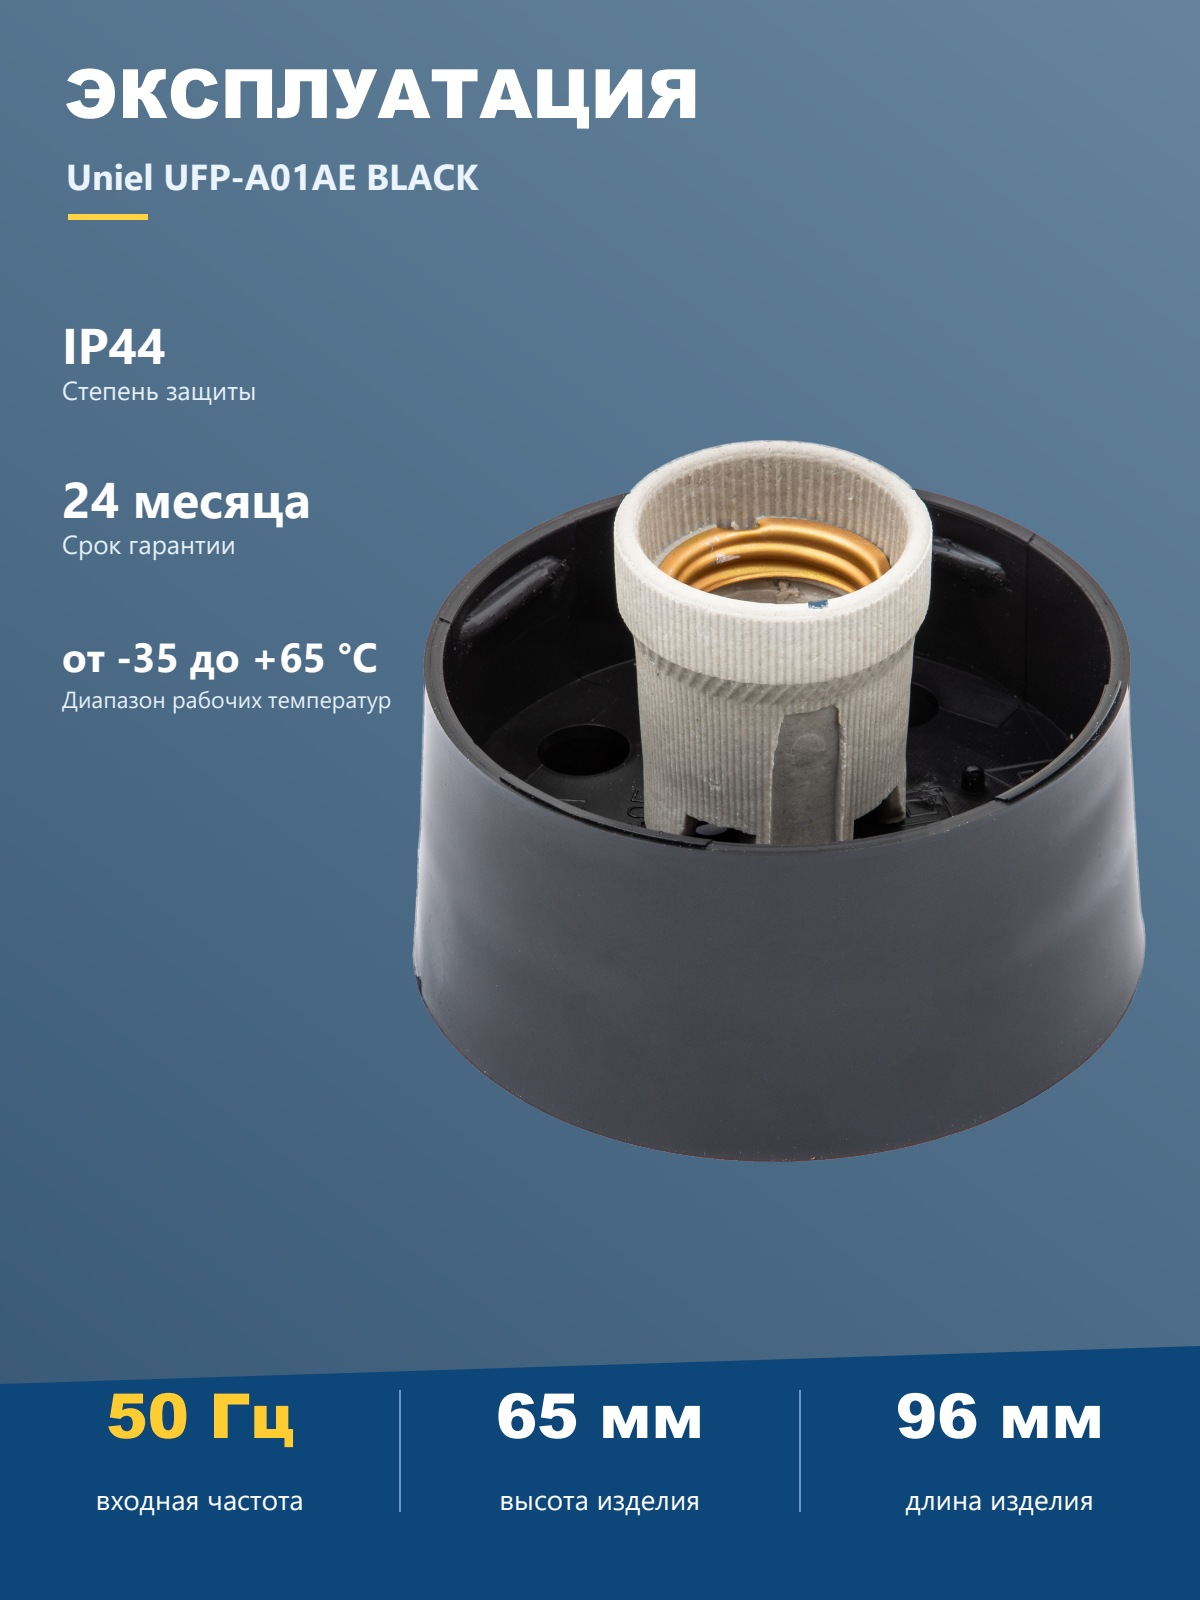 ЭКСПЛУАТАЦИЯ
Uniel UFP-A01AE BLACK
IP44
Степень защиты
24 месяца
Срок гарантии
от -35 до +65 °C
Диапазон рабочих температур
50 Гц
входная частота
65 мм
высота изделия
96 мм
длина изделия